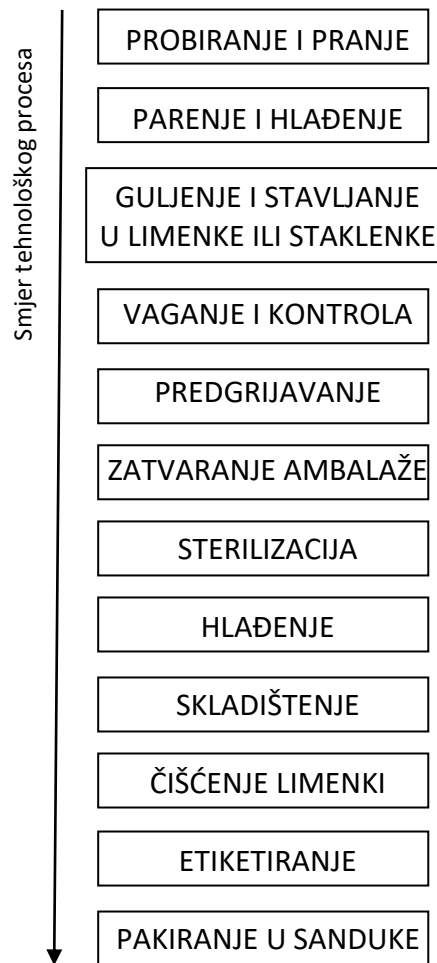 Smjer tehnološkog procesa
PROBIRANJE I PRANJE
PARENJE I HLAĐENJE
GULJENJE I STAVLJANJE
U LIMENKE ILI STAKLENKE
VAGANJE I KONTROLA
PREDGRIJAVANJE
ZATVARANJE AMBALAŽE
STERILIZACIJA
HLAĐENJE
SKLADIŠTENJE
ČIŠĆENJE LIMENKI
ETIKETIRANJE
PAKIRANJE U SANDUKE